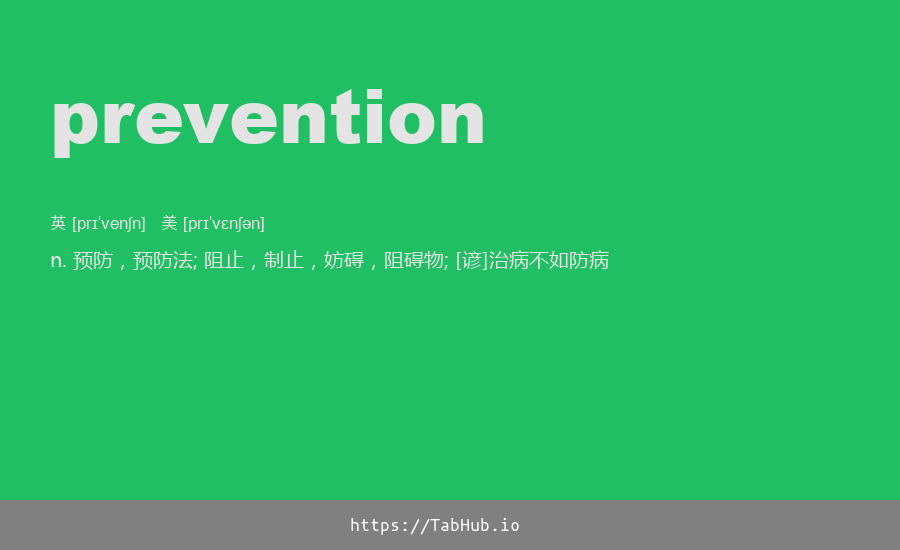 prevention
英 [prɪˈvenʃn] 美 [prɪˈvɛnʃən]
n. 预防，预防法; 阻止，制止，妨碍，阻碍物; [谚]治病不如防病
https://TabHub.io